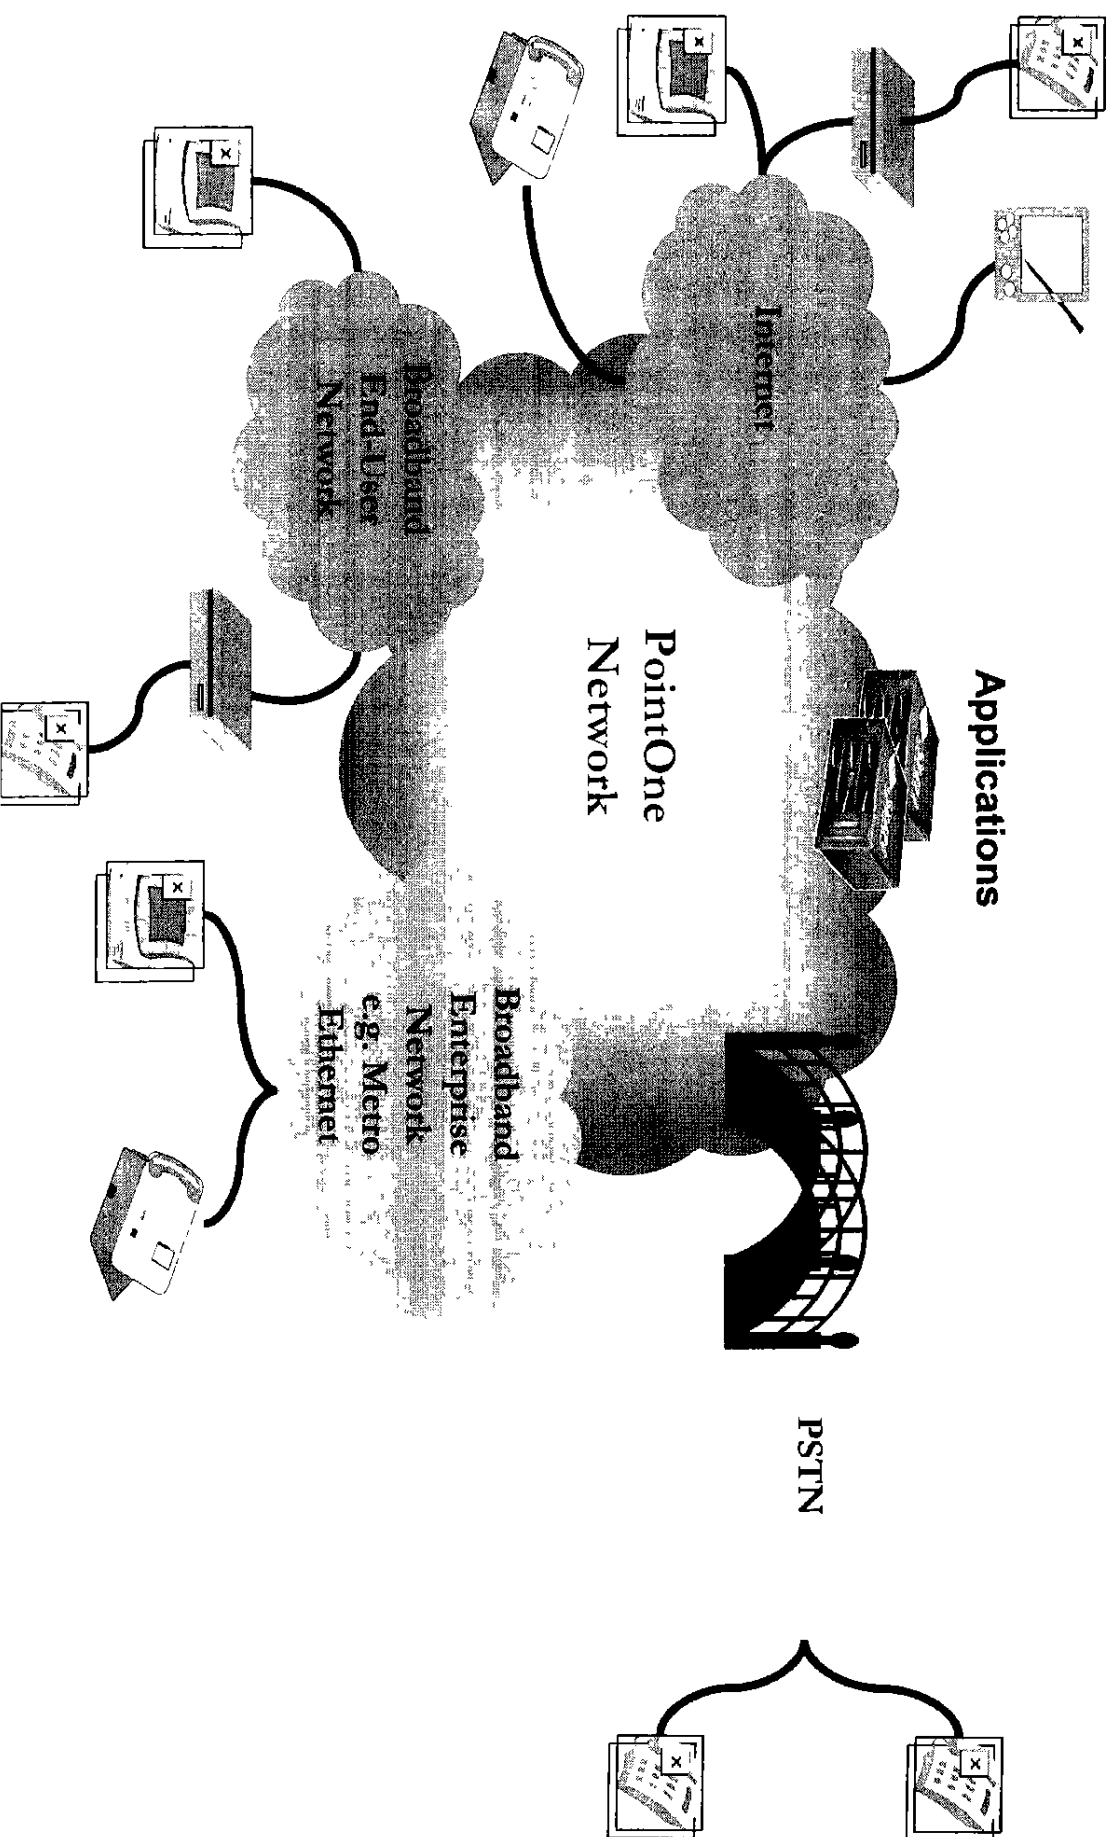 Applications
Internet
PointOne
Network
PSTN
Broadband
End-User
Network
Broadband
Enterprise
Network
e.g. Metro
Ethernet